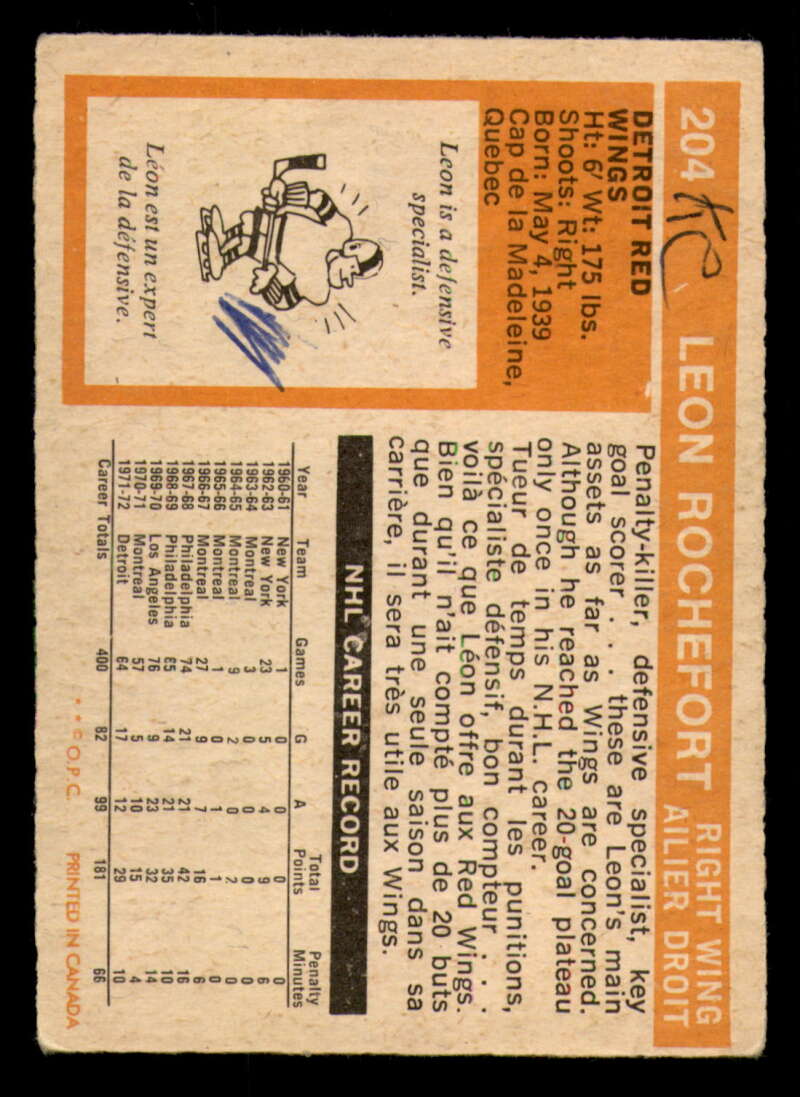 204 KC LEON ROCHEFORT RIGHT WING
AILIER DROIT
DETROIT RED
WINGS
Ht: 6' Wt: 175 lbs.
Shoots: Right
Born: May 4, 1939
Cap de la Madeleine,
Quebec
Leon is a defensive
specialist.
Léon est un expert
de la défensive.
Penalty-killer, defensive specialist, key
goal scorer . . . these are Leon's main
assets as far as Wings are concerned.
Although he reached the 20-goal plateau
only once in his N.H.L. career.
Tueur de temps durant les punitions,
spécialiste défensif, bon compteur . . .
voilà ce que Léon offre aux Red Wings.
Bien qu'il n'ait compté plus de 20 buts
que durant une seule saison dans sa
carrière, il sera très utile aux Wings.
NHL CAREER RECORD
Year Team Games G A Total Points Penalty Minutes
1960-61 New York 1 0 0 0 0
1962-63 New York 23 5 4 9 6
1963-64 Montreal 3 0 0 0 0
1964-65 Montreal 9 2 0 2 0
1965-66 Montreal 1 0 1 1 0
1966-67 Montreal 27 9 7 16 6
1967-68 Philadelphia 74 21 21 42 16
1968-69 Philadelphia 65 14 21 35 10
1969-70 Los Angeles 76 9 23 32 14
1970-71 Montreal 57 5 10 15 4
1971-72 Detroit 64 17 12 29 10
Career Totals 400 82 99 181 66
* * © O.P.C. PRINTED IN CANADA